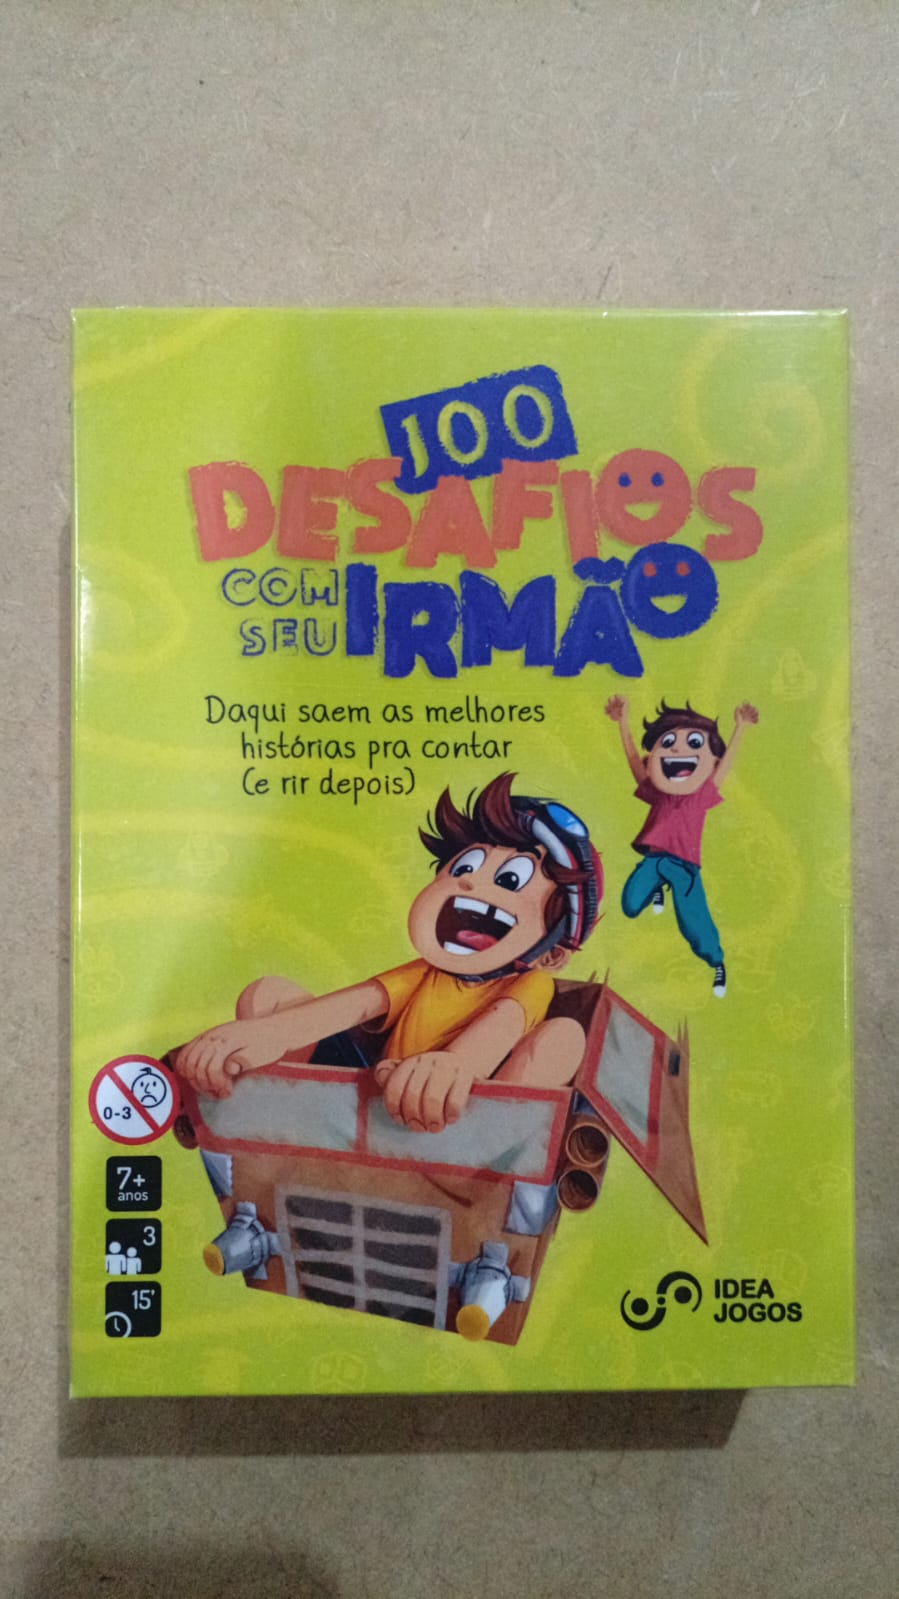 100
DESAFIOS
COM
SEU IRMÃO
Daqui saem as melhores
histórias pra contar
(e rir depois)
0-3
7+
anos
3
15'
IDEA
JOGOS